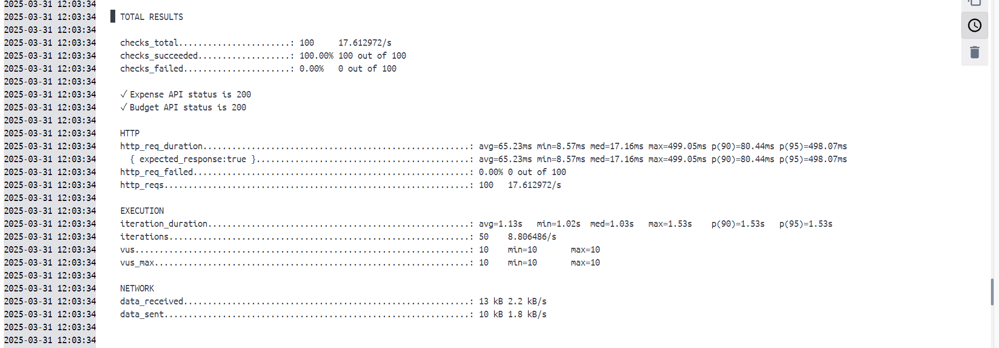 2025-03-31 12:03:34
2025-03-31 12:03:34 TOTAL RESULTS
2025-03-31 12:03:34
2025-03-31 12:03:34 checks_total.......................: 100 17.612972/s
2025-03-31 12:03:34 checks_succeeded...................: 100.00% 100 out of 100
2025-03-31 12:03:34 checks_failed......................: 0.00% 0 out of 100
2025-03-31 12:03:34
2025-03-31 12:03:34 ✓ Expense API status is 200
2025-03-31 12:03:34 ✓ Budget API status is 200
2025-03-31 12:03:34
2025-03-31 12:03:34 HTTP
2025-03-31 12:03:34 http_req_duration.......................................................: avg=65.23ms min=8.57ms med=17.16ms max=499.05ms p(90)=80.44ms p(95)=498.07ms
2025-03-31 12:03:34 { expected_response:true }............................................: avg=65.23ms min=8.57ms med=17.16ms max=499.05ms p(90)=80.44ms p(95)=498.07ms
2025-03-31 12:03:34 http_req_failed.........................................................: 0.00% 0 out of 100
2025-03-31 12:03:34 http_reqs...............................................................: 100 17.612972/s
2025-03-31 12:03:34
2025-03-31 12:03:34 EXECUTION
2025-03-31 12:03:34 iteration_duration......................................................: avg=1.13s min=1.02s med=1.03s max=1.53s p(90)=1.53s p(95)=1.53s
2025-03-31 12:03:34 iterations..............................................................: 50 8.806486/s
2025-03-31 12:03:34 vus.....................................................................: 10 min=10 max=10
2025-03-31 12:03:34 vus_max.................................................................: 10 min=10 max=10
2025-03-31 12:03:34
2025-03-31 12:03:34 NETWORK
2025-03-31 12:03:34 data_received...........................................................: 13 kB 2.2 kB/s
2025-03-31 12:03:34 data_sent...............................................................: 10 kB 1.8 kB/s
2025-03-31 12:03:34
2025-03-31 12:03:34